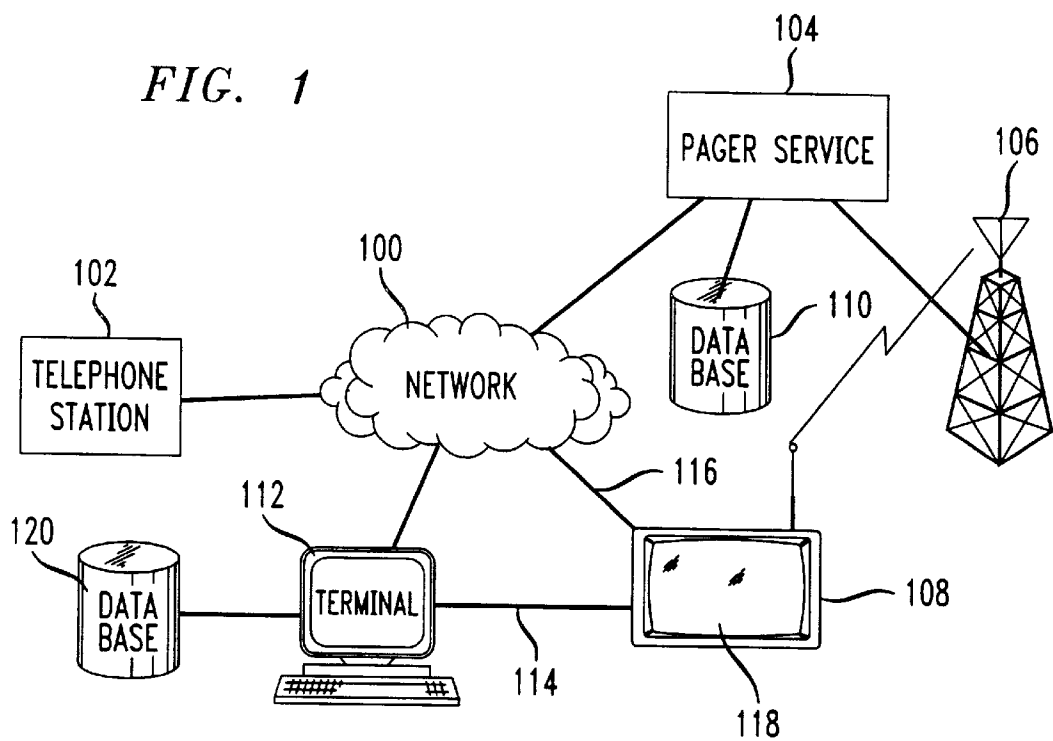 FIG. 1
104
PAGER SERVICE
106
100
102
110
TELEPHONE
STATION
NETWORK
DATA
BASE
116
112
120
TERMINAL
108
DATA
BASE
114
118